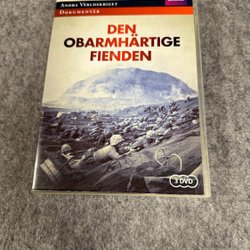 ANDRA VÄRLDSKRIGET
DOKUMENTÄR
DEN
OBARMHÄRTIGE
FIENDEN
3 DVD